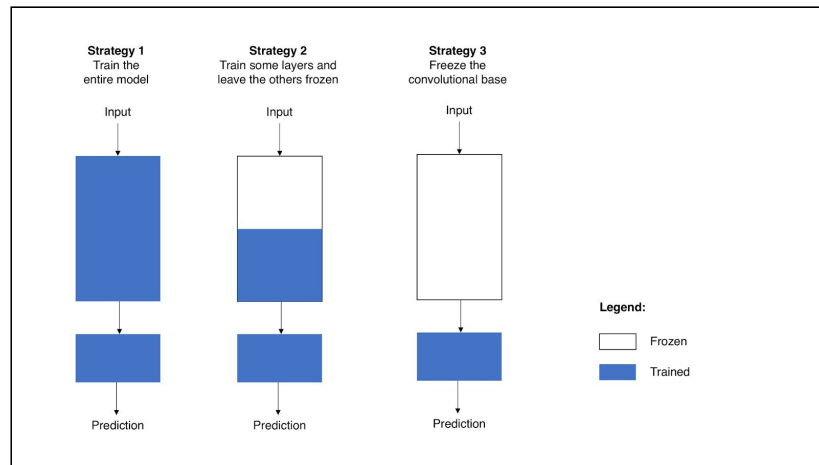 Strategy 1
Train the
entire model
Input
Prediction
Strategy 2
Train some layers and
leave the others frozen
Input
Prediction
Strategy 3
Freeze the
convolutional base
Input
Prediction
Legend:
Frozen
Trained